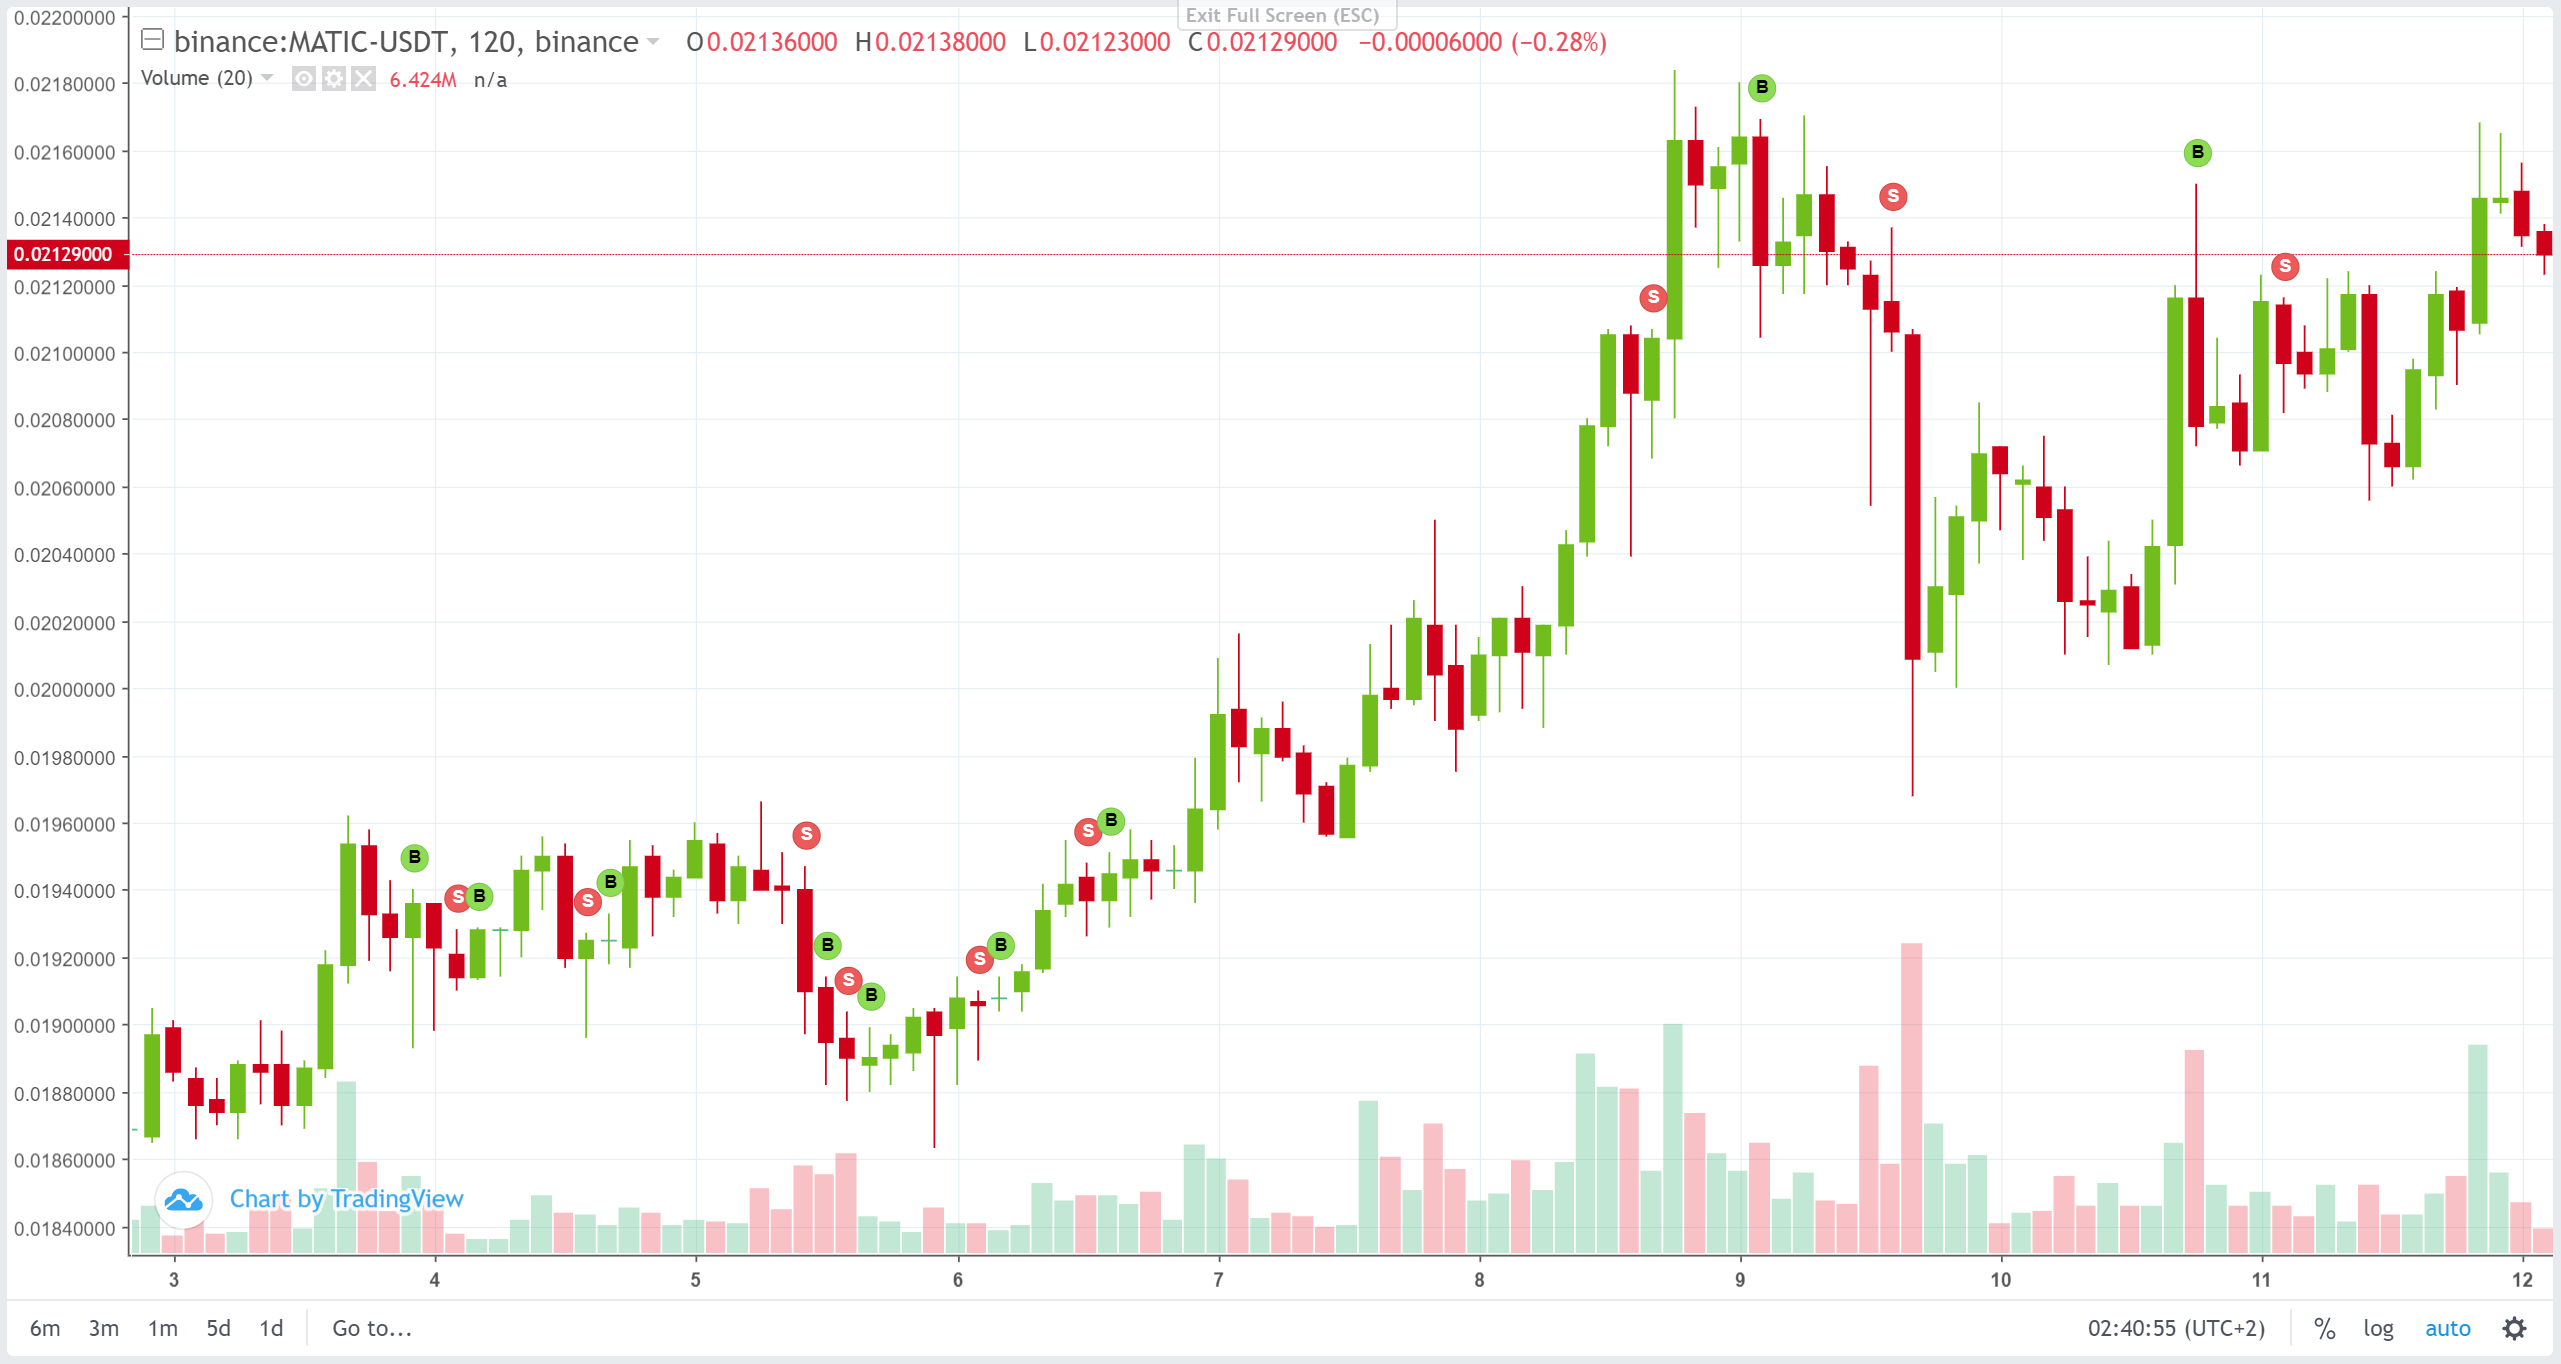 Exit Full Screen (ESC)
binance:MATIC-USDT, 120, binance O0.02136000 H0.02138000 L0.02123000 C0.02129000 −0.00006000 (−0.28%)
Volume (20) 6.424M n/a
0.02200000
0.02180000
0.02160000
0.02140000
0.02129000
0.02120000
0.02100000
0.02080000
0.02060000
0.02040000
0.02020000
0.02000000
0.01980000
0.01960000
0.01940000
0.01920000
0.01900000
0.01880000
0.01860000
0.01840000
B
S
B
S
B
S
B
S
B
S
B
S
B
S
B
S
B
S
Chart by TradingView
3 4 5 6 7 8 9 10 11 12
6m 3m 1m 5d 1d Go to... 02:40:55 (UTC+2) % log auto